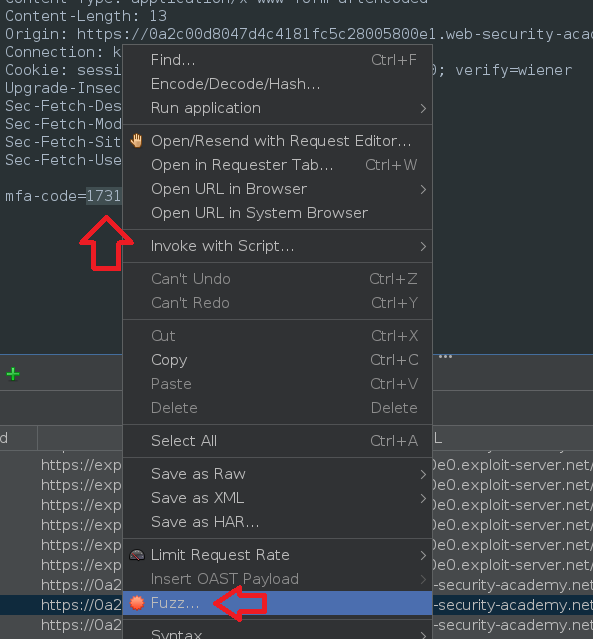 Content-Length: 13
Origin: https://0a2c00d8047d4c4181fc5c28005800e1.web-security-aca
Connection: k
Find... Ctrl+F
Cookie: sessi 0; verify=wiener
Encode/Decode/Hash...
Upgrade-Insec
Run application
Sec-Fetch-Des
Sec-Fetch-Mod
Open/Resend with Request Editor...
Sec-Fetch-Sit
Sec-Fetch-Use
Open in Requester Tab... Ctrl+W
Open URL in Browser
mfa-code=1731
Open URL in System Browser
Invoke with Script...
Can't Undo Ctrl+Z
Can't Redo Ctrl+Y
Cut Ctrl+X
Copy Ctrl+C
Paste Ctrl+V
Delete Delete
Select All Ctrl+A
d L
https://exp 0e0.exploit-server.net/
Save as Raw
https://exp 0e0.exploit-server.net/
Save as XML
https://exp 0e0.exploit-server.net/
Save as HAR...
https://exp 0e0.exploit-server.net/
https://exp 0e0.exploit-server.net/
Limit Request Rate
https://exp 0e0.exploit-server.net/
Insert OAST Payload
https://0a2 -security-academy.net
Fuzz...
https://0a2 -security-academy.net
https://0a2 -security-academy.net
Syntax